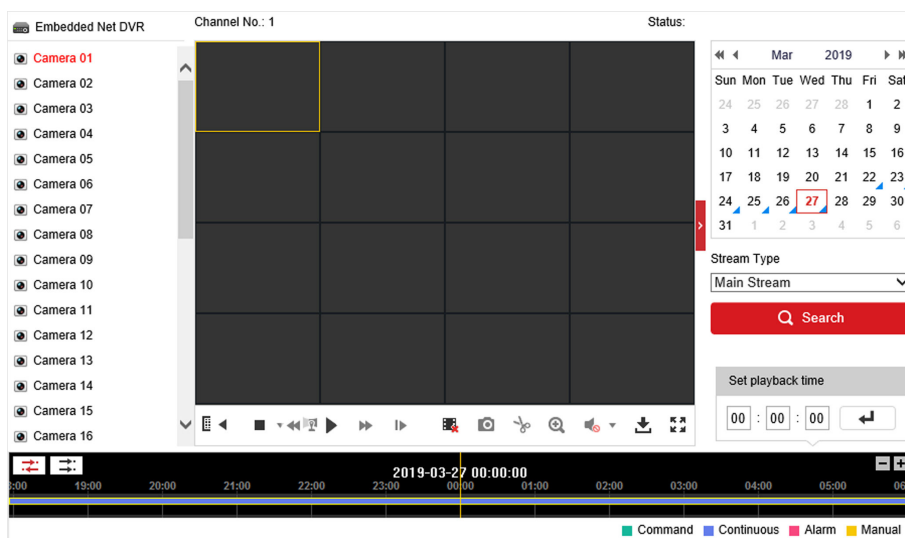 Embedded Net DVR
Channel No.: 1
Status:
Camera 01
Camera 02
Camera 03
Camera 04
Camera 05
Camera 06
Camera 07
Camera 08
Camera 09
Camera 10
Camera 11
Camera 12
Camera 13
Camera 14
Camera 15
Camera 16
Mar 2019
Sun Mon Tue Wed Thu Fri Sat
24 25 26 27 28 1 2
3 4 5 6 7 8 9
10 11 12 13 14 15 16
17 18 19 20 21 22 23
24 25 26 27 28 29 30
31 1 2 3 4 5 6
Stream Type
Main Stream
Search
Set playback time
00 : 00 : 00
2019-03-27 00:00:00
:00 19:00 20:00 21:00 22:00 23:00 00:00 01:00 02:00 03:00 04:00 05:00 06
Command Continuous Alarm Manual